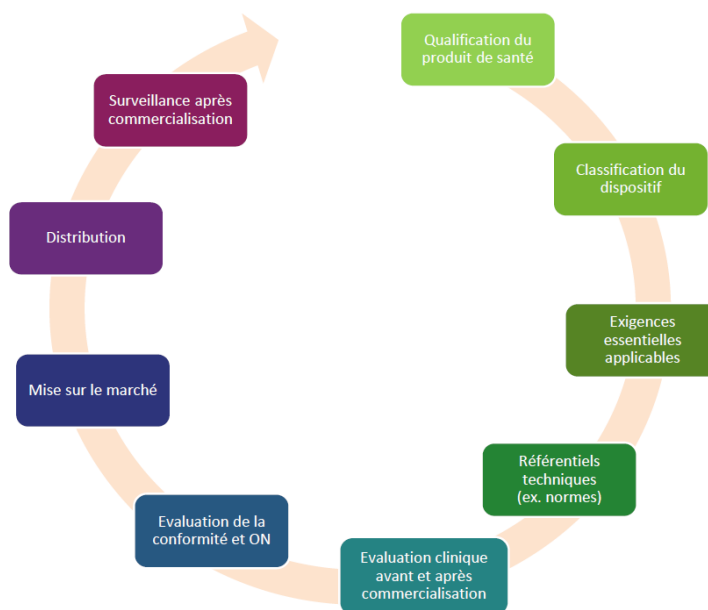 Qualification du
produit de santé
Classification du
dispositif
Exigences
essentielles
applicables
Référentiels
techniques
(ex. normes)
Evaluation clinique
avant et après
commercialisation
Evaluation de la
conformité et ON
Mise sur le marché
Distribution
Surveillance après
commercialisation